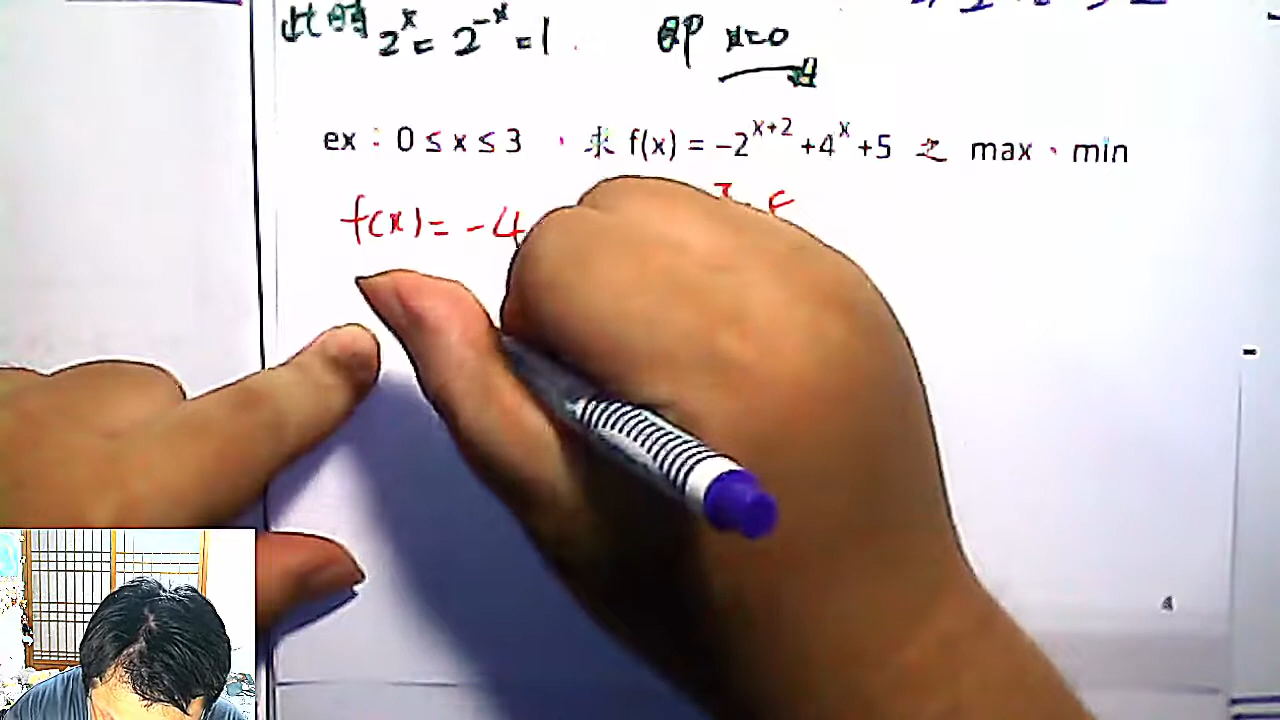 此時 2^x = 2^-x = 1. 即 x=0
ex：0 ≤ x ≤ 3 、求 f(x) = -2^x+2 +4^x +5 之 max、min
f(x) = -4
4